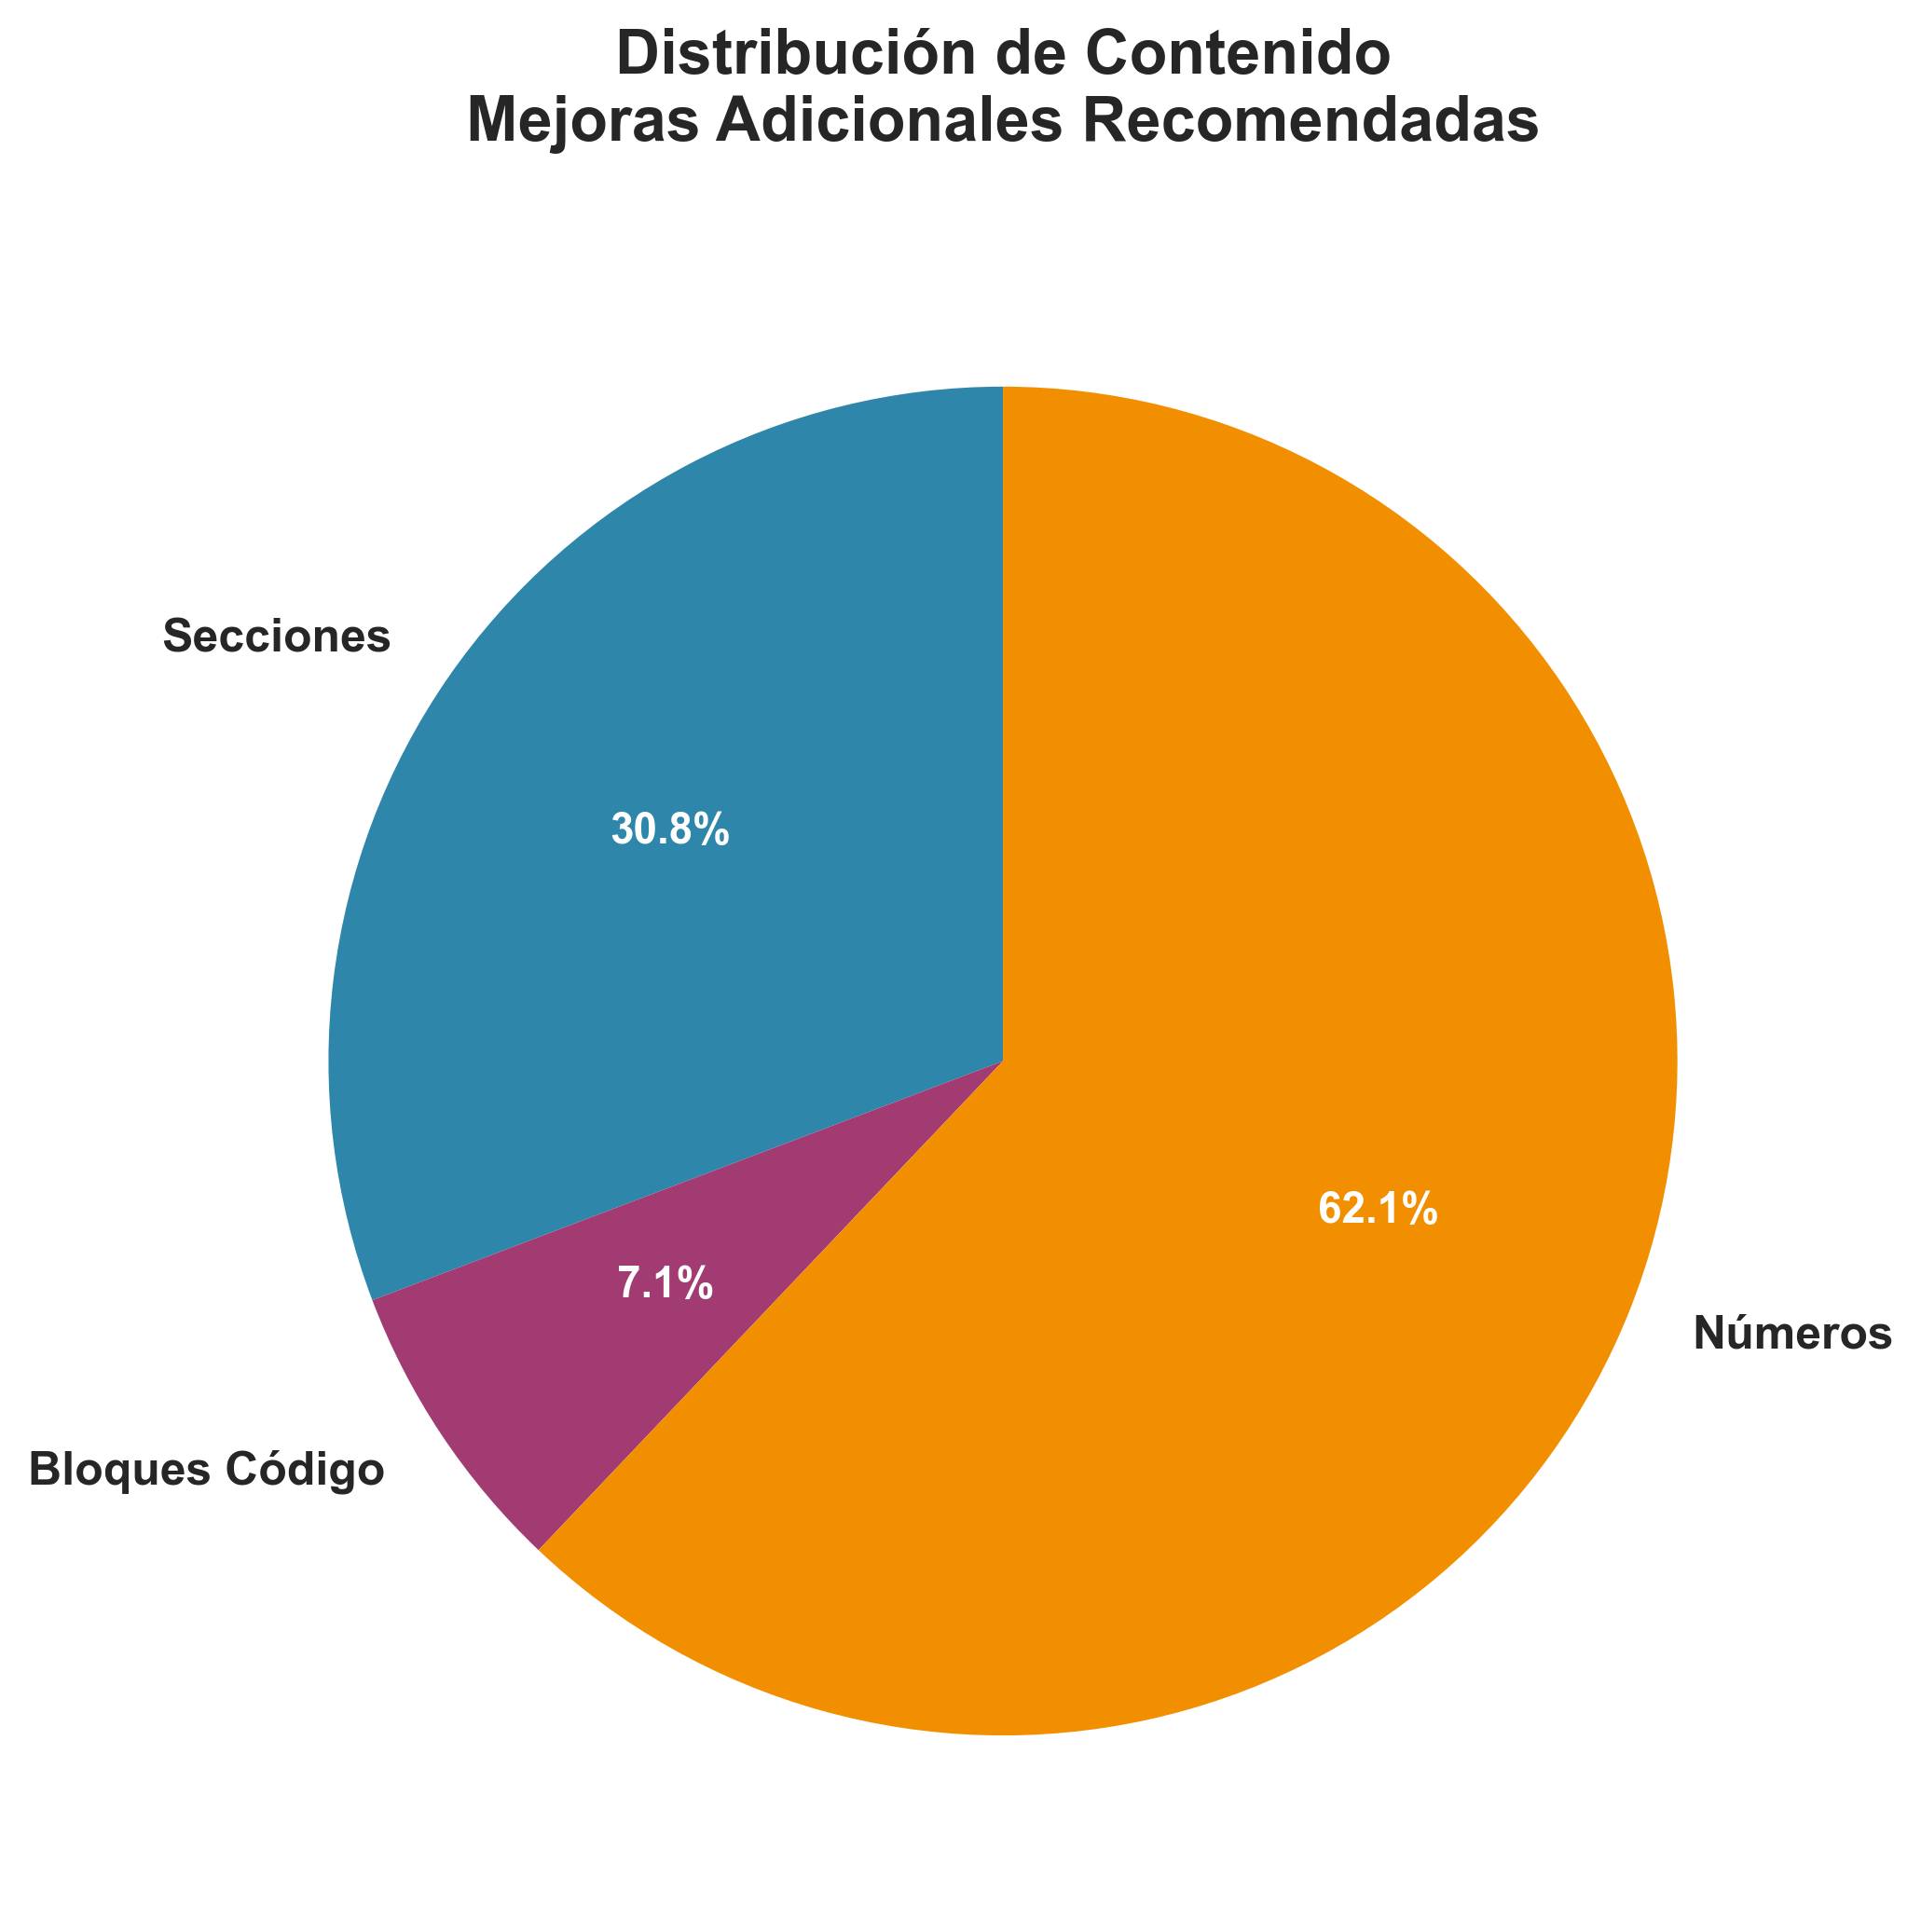 Distribución de Contenido
Mejoras Adicionales Recomendadas
Secciones
30.8%
62.1%
7.1%
Números
Bloques Código